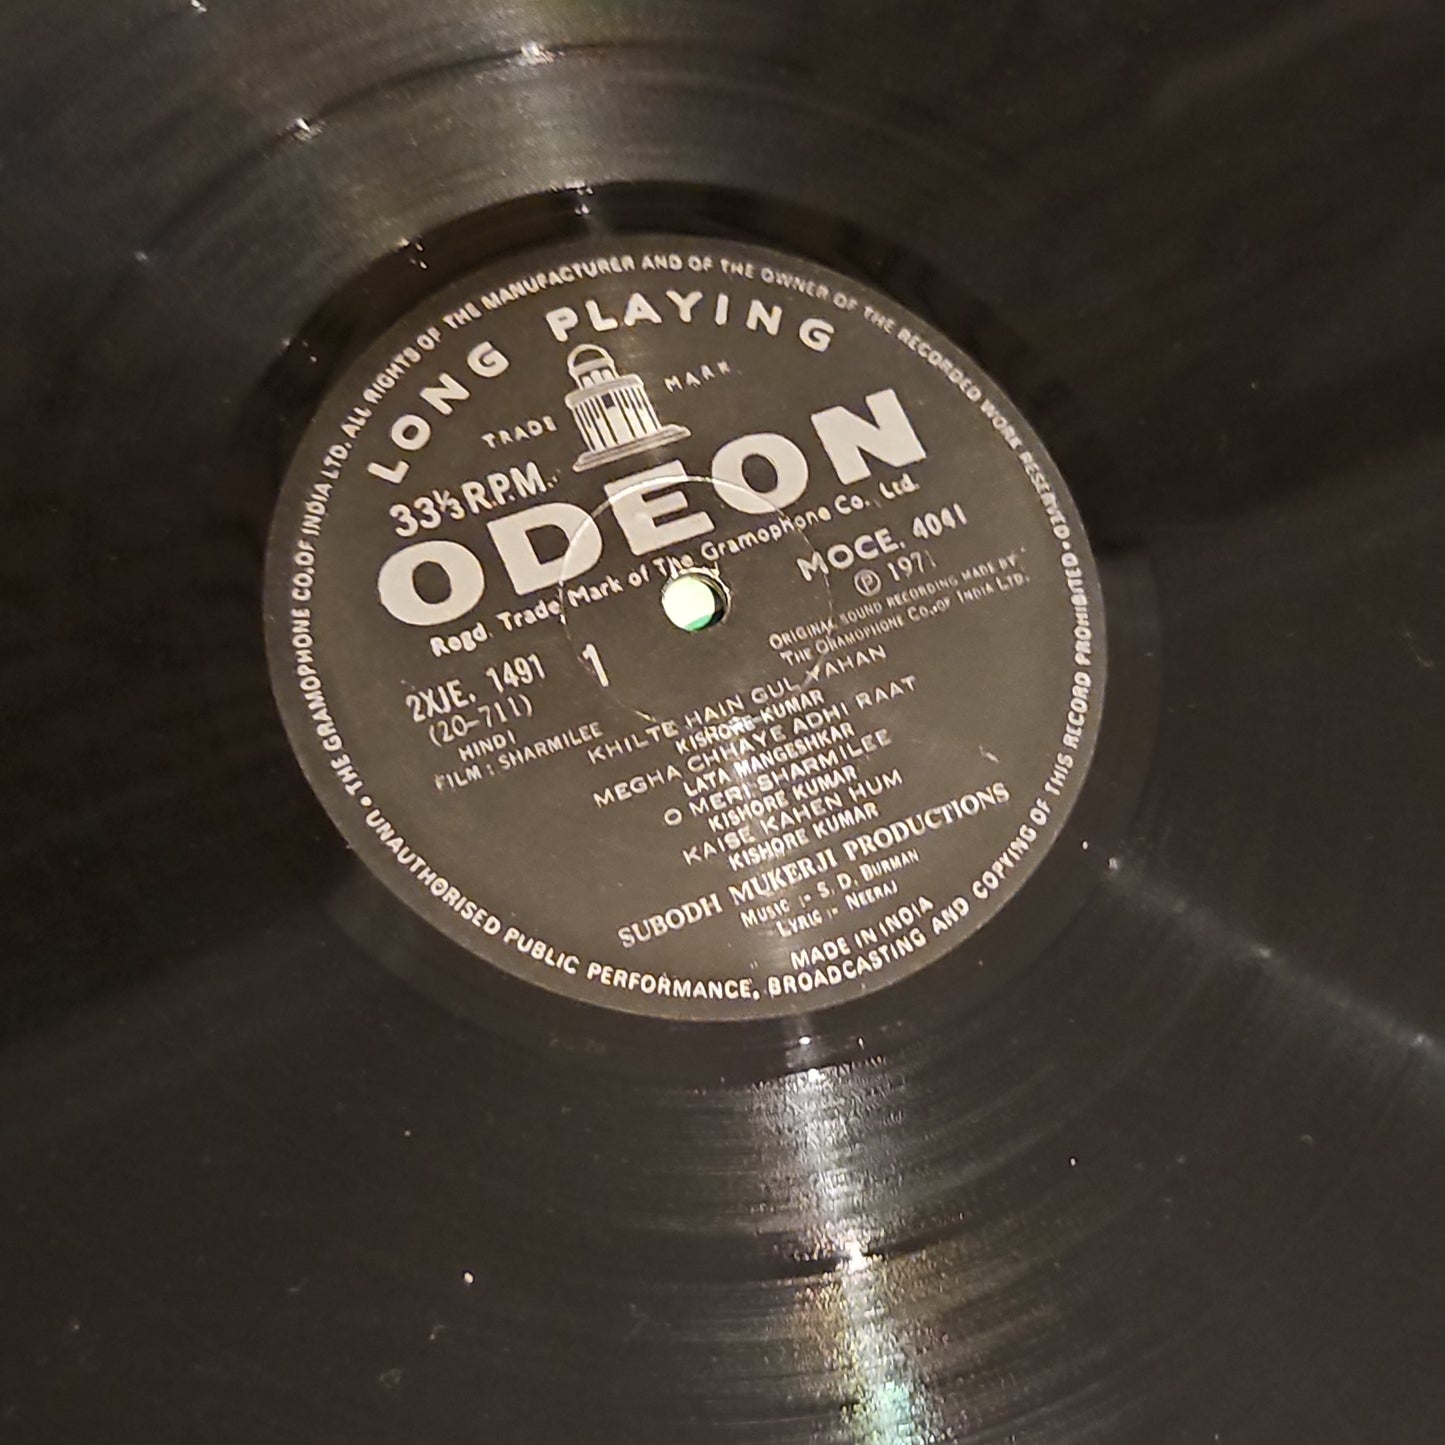 • THE GRAMOPHONE CO. OF INDIA LTD. ALL RIGHTS OF THE MANUFACTURER AND OF THE OWNER OF THE RECORDED WORK RESERVED • UNAUTHORISED PUBLIC PERFORMANCE, BROADCASTING AND COPYING OF THIS RECORD PROHIBITED
LONG PLAYING
TRADE MARK
33⅓ R.P.M.
ODEON
Regd. Trade Mark of The Gramophone Co., Ltd.
MOCE. 4041
℗ 1971
ORIGINAL SOUND RECORDING MADE BY
THE GRAMOPHONE CO., OF INDIA LTD.
2XJE. 1491
1
(20-711)
HINDI
FILM : SHARMILEE
KHILTE HAIN GUL YAHAN
KISHORE KUMAR
MEGHA CHHAYE ADHI RAAT
LATA MANGESHKAR
O MERI SHARMILEE
KISHORE KUMAR
KAISE KAHEN HUM
KISHORE KUMAR
SUBODH MUKERJI PRODUCTIONS
MUSIC :- S. D. BURMAN
LYRIC :- NEERAJ
MADE IN INDIA